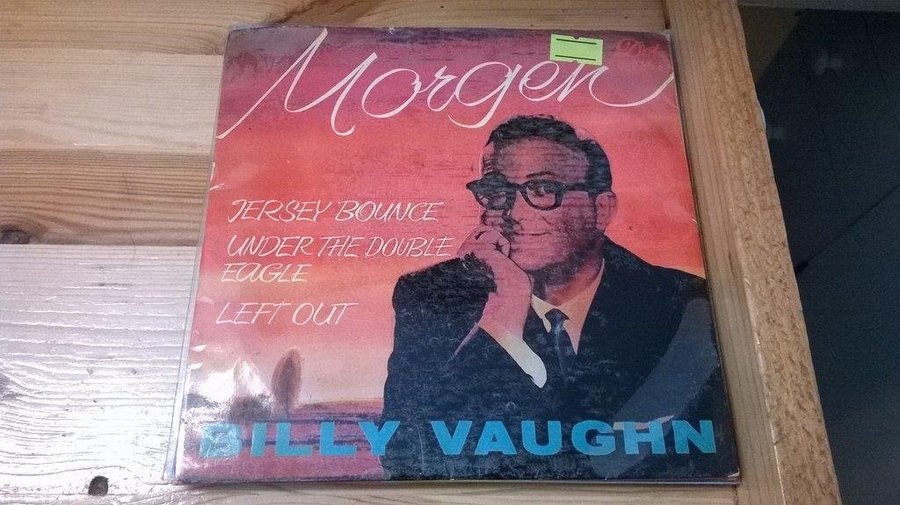 Morgen
JERSEY BOUNCE
UNDER THE DOUBLE
EAGLE
LEFT OUT
BILLY VAUGHN